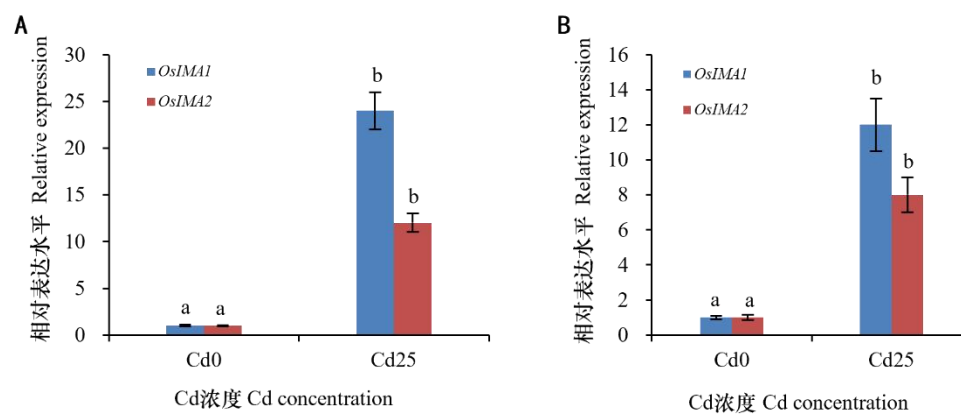 A
相对表达水平 Relative expression
30
25
20
15
10
5
0
OsIMA1
OsIMA2
a
a
b
b
Cd0
Cd25
Cd浓度 Cd concentration
B
相对表达水平 Relative expression
16
14
12
10
8
6
4
2
0
OsIMA1
OsIMA2
a
a
b
b
Cd0
Cd25
Cd浓度 Cd concentration